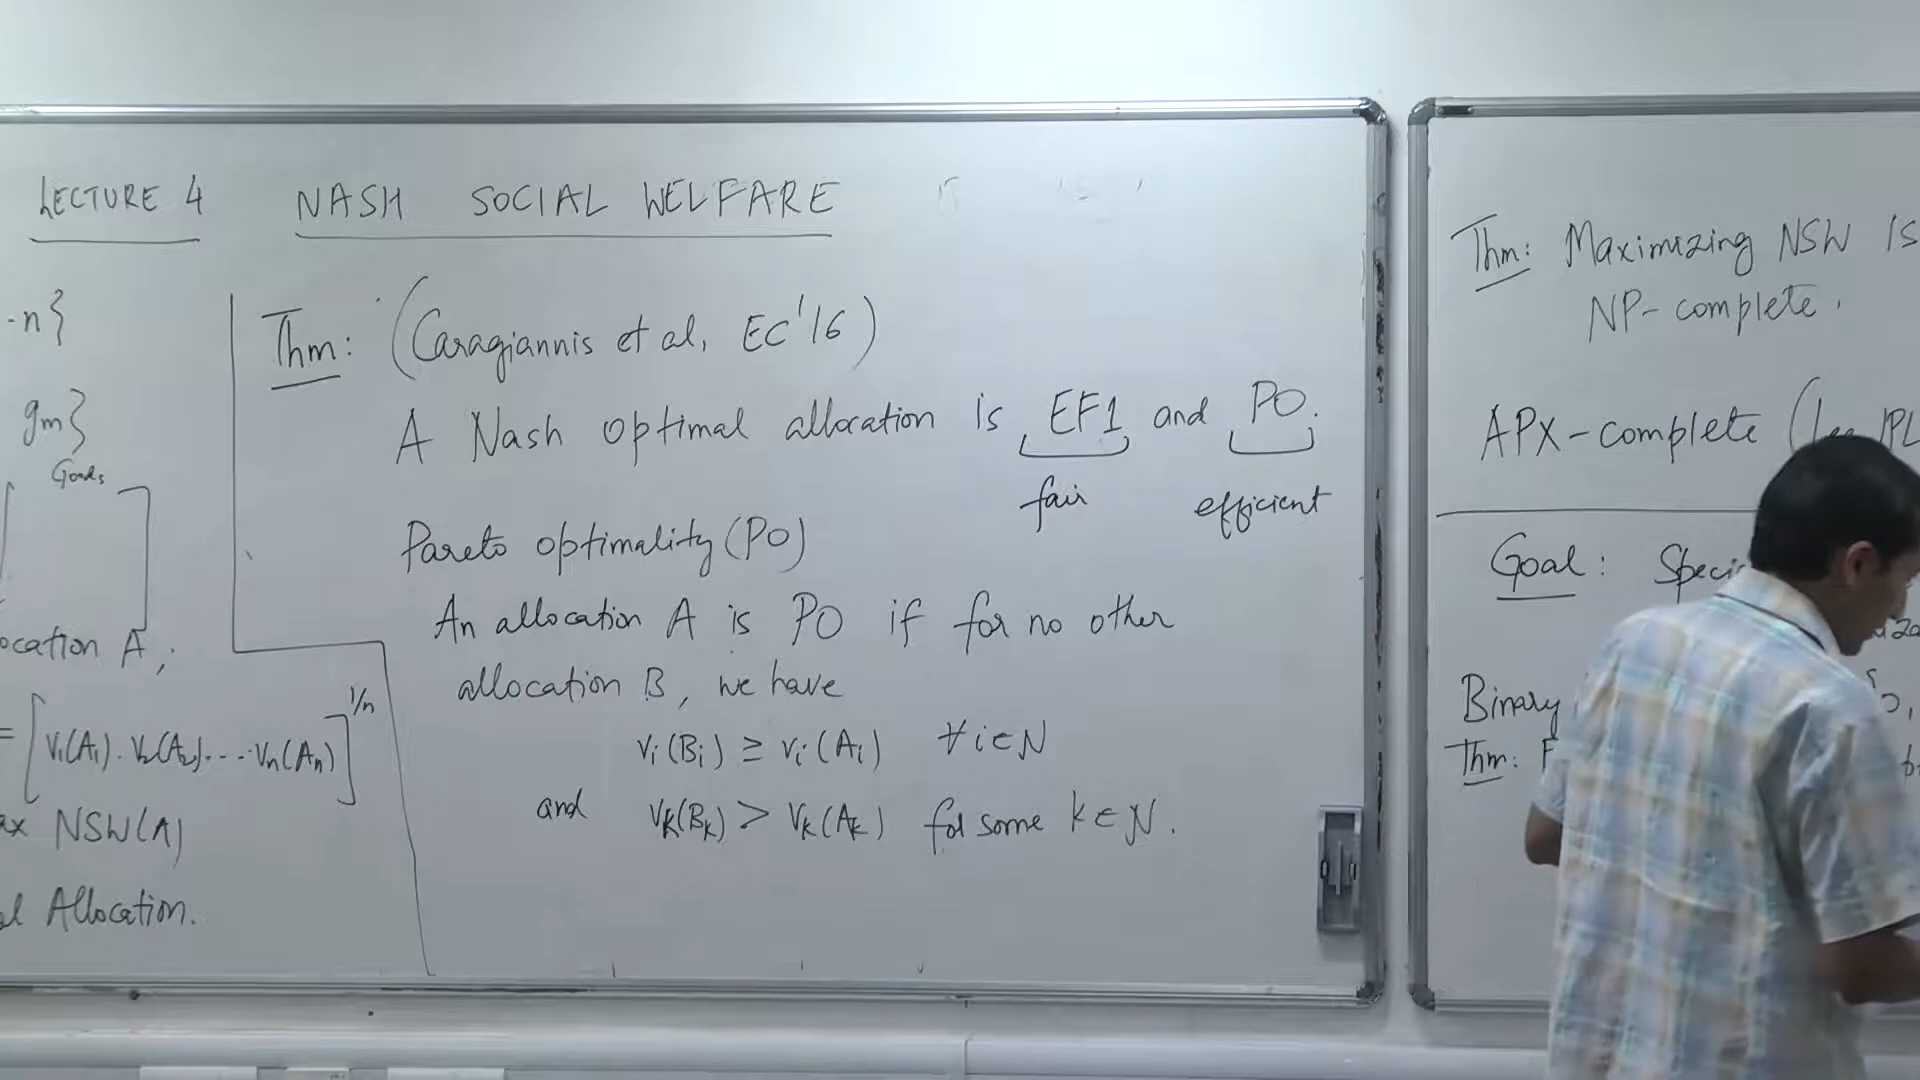 LECTURE 4 NASH SOCIAL WELFARE
-n}
gm}
Goods
ocation A,
= [V1(A1) . V2(A2) . ... Vn(An)]^1/n
ax NSW(A)
al Allocation.
Thm: (Caragiannis et al, EC'16)
A Nash optimal allocation is EF1 and PO.
fair efficient
Pareto optimality (PO)
An allocation A is PO if for no other
allocation B, we have
vi(Bi) ≥ vi(Ai) ∀i∈N
and vk(Bk) > vk(Ak) for some k∈N.
Thm: Maximizing NSW is
NP-complete.
APX-complete (
Goal: Speci
Binary
Thm: F